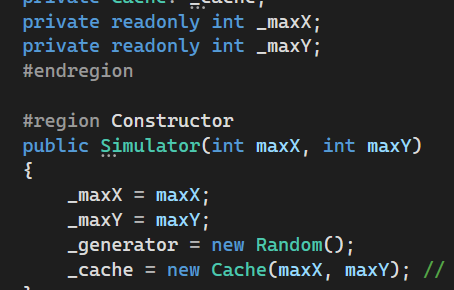 private Cache? _cache;
private readonly int _maxX;
private readonly int _maxY;
#endregion
#region Constructor
public Simulator(int maxX, int maxY)
{
_maxX = maxX;
_maxY = maxY;
_generator = new Random();
_cache = new Cache(maxX, maxY); //
}